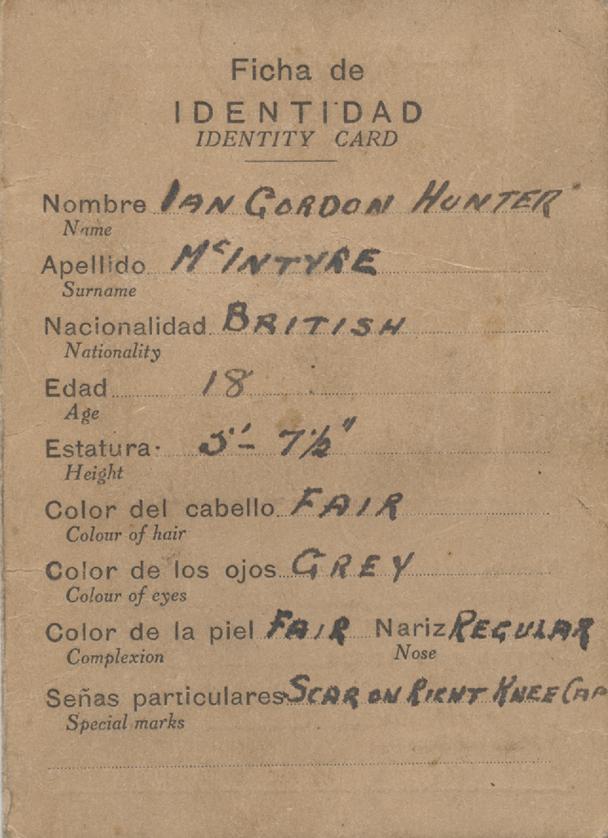 Ficha de
IDENTIDAD
IDENTITY CARD
Nombre IAN GORDON HUNTER
Name
Apellido McINTYRE
Surname
Nacionalidad BRITISH
Nationality
Edad 18
Age
Estatura 5'- 7½"
Height
Color del cabello FAIR
Colour of hair
Color de los ojos GREY
Colour of eyes
Color de la piel FAIR Nariz REGULAR
Complexion Nose
Señas particulares SCAR ON RIGHT KNEE CAP
Special marks